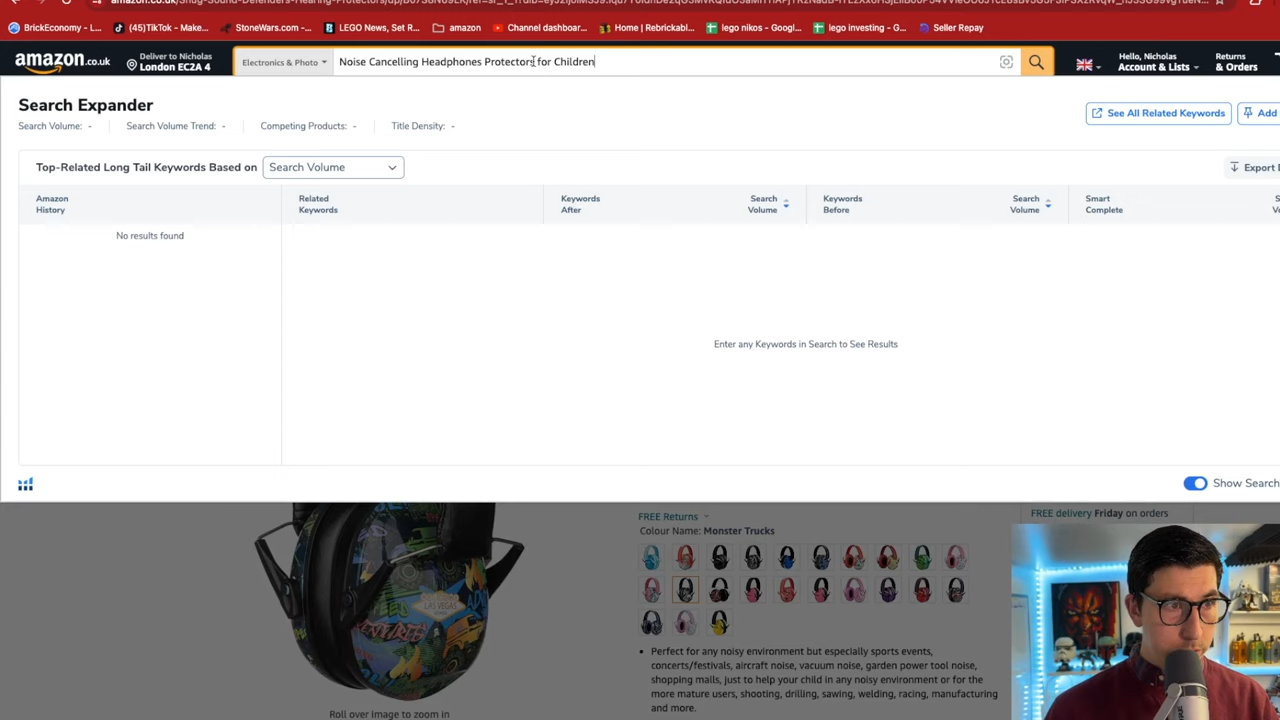 BrickEconomy - L...
(45)TikTok - Make...
StoneWars.com -...
LEGO News, Set R...
amazon
Channel dashboar...
Home | Rebrickabl...
lego nikos - Googl...
lego investing - G...
Seller Repay
amazon.co.uk
Deliver to Nicholas
London EC2A 4
Electronics & Photo
Noise Cancelling Headphones Protectors for Children
Hello, Nicholas
Account & Lists
Returns
& Orders
Search Expander
Search Volume: -
Search Volume Trend: -
Competing Products: -
Title Density: -
See All Related Keywords
Add
Top-Related Long Tail Keywords Based on
Search Volume
Export
Amazon
History
Related
Keywords
Keywords
After
Search
Volume
Keywords
Before
Search
Volume
Smart
Complete
No results found
Enter any Keywords in Search to See Results
Show Search
FREE Returns
Colour Name: Monster Trucks
FREE delivery Friday on orders
LAS VEGAS
Perfect for any noisy environment but especially sports events,
concerts/festivals, aircraft noise, vacuum noise, garden power tool noise,
shopping malls, just to help your child in any noisy environment or for the
more mature users, shooting, drilling, sawing, welding, racing, manufacturing
and more.
Roll over image to zoom in